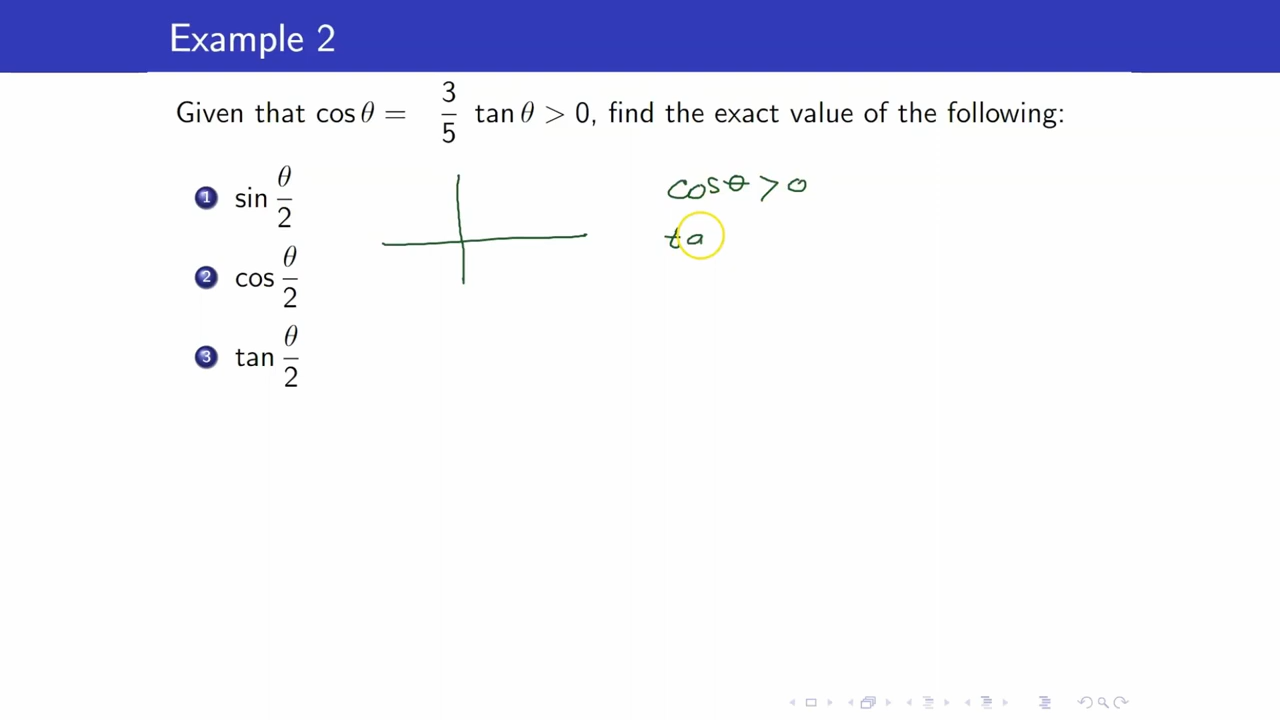 Example 2
Given that cos θ = 3/5 tan θ > 0, find the exact value of the following:
1 sin θ/2
2 cos θ/2
3 tan θ/2
cos θ > 0
ta